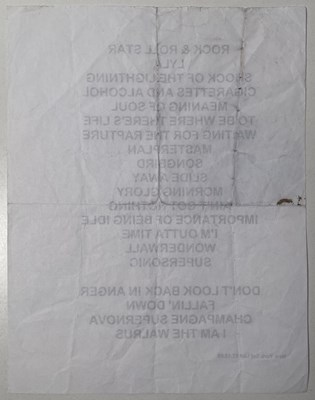 ROCK & ROLL STAR
LYLA
SHOCK OF THE LIGHTNING
CIGARETTES AND ALCOHOL
MEANING OF SOUL
TO BE WHERE THERE'S LIFE
WAITING FOR THE RAPTURE
MASTERPLAN
SONGBIRD
SLIDE AWAY
MORNING GLORY
AIN'T GOT NOTHING
IMPORTANCE OF BEING IDLE
I'M OUTTA TIME
WONDERWALL
SUPERSONIC
DON'T LOOK BACK IN ANGER
FALLIN' DOWN
CHAMPAGNE SUPERNOVA
I AM THE WALRUS